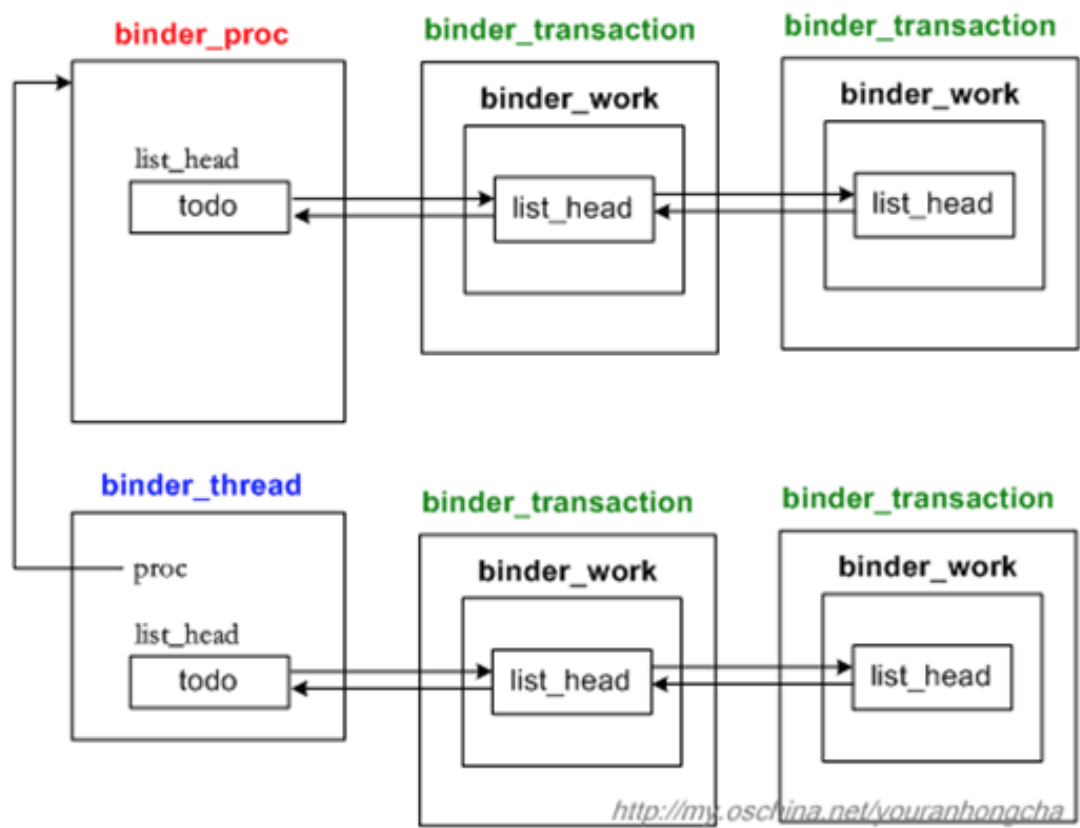 binder_proc
binder_transaction
binder_transaction
binder_work
binder_work
list_head
todo
list_head
list_head
binder_thread
binder_transaction
binder_transaction
proc
binder_work
binder_work
list_head
todo
list_head
list_head
http://my.oschina.net/youranhongcha